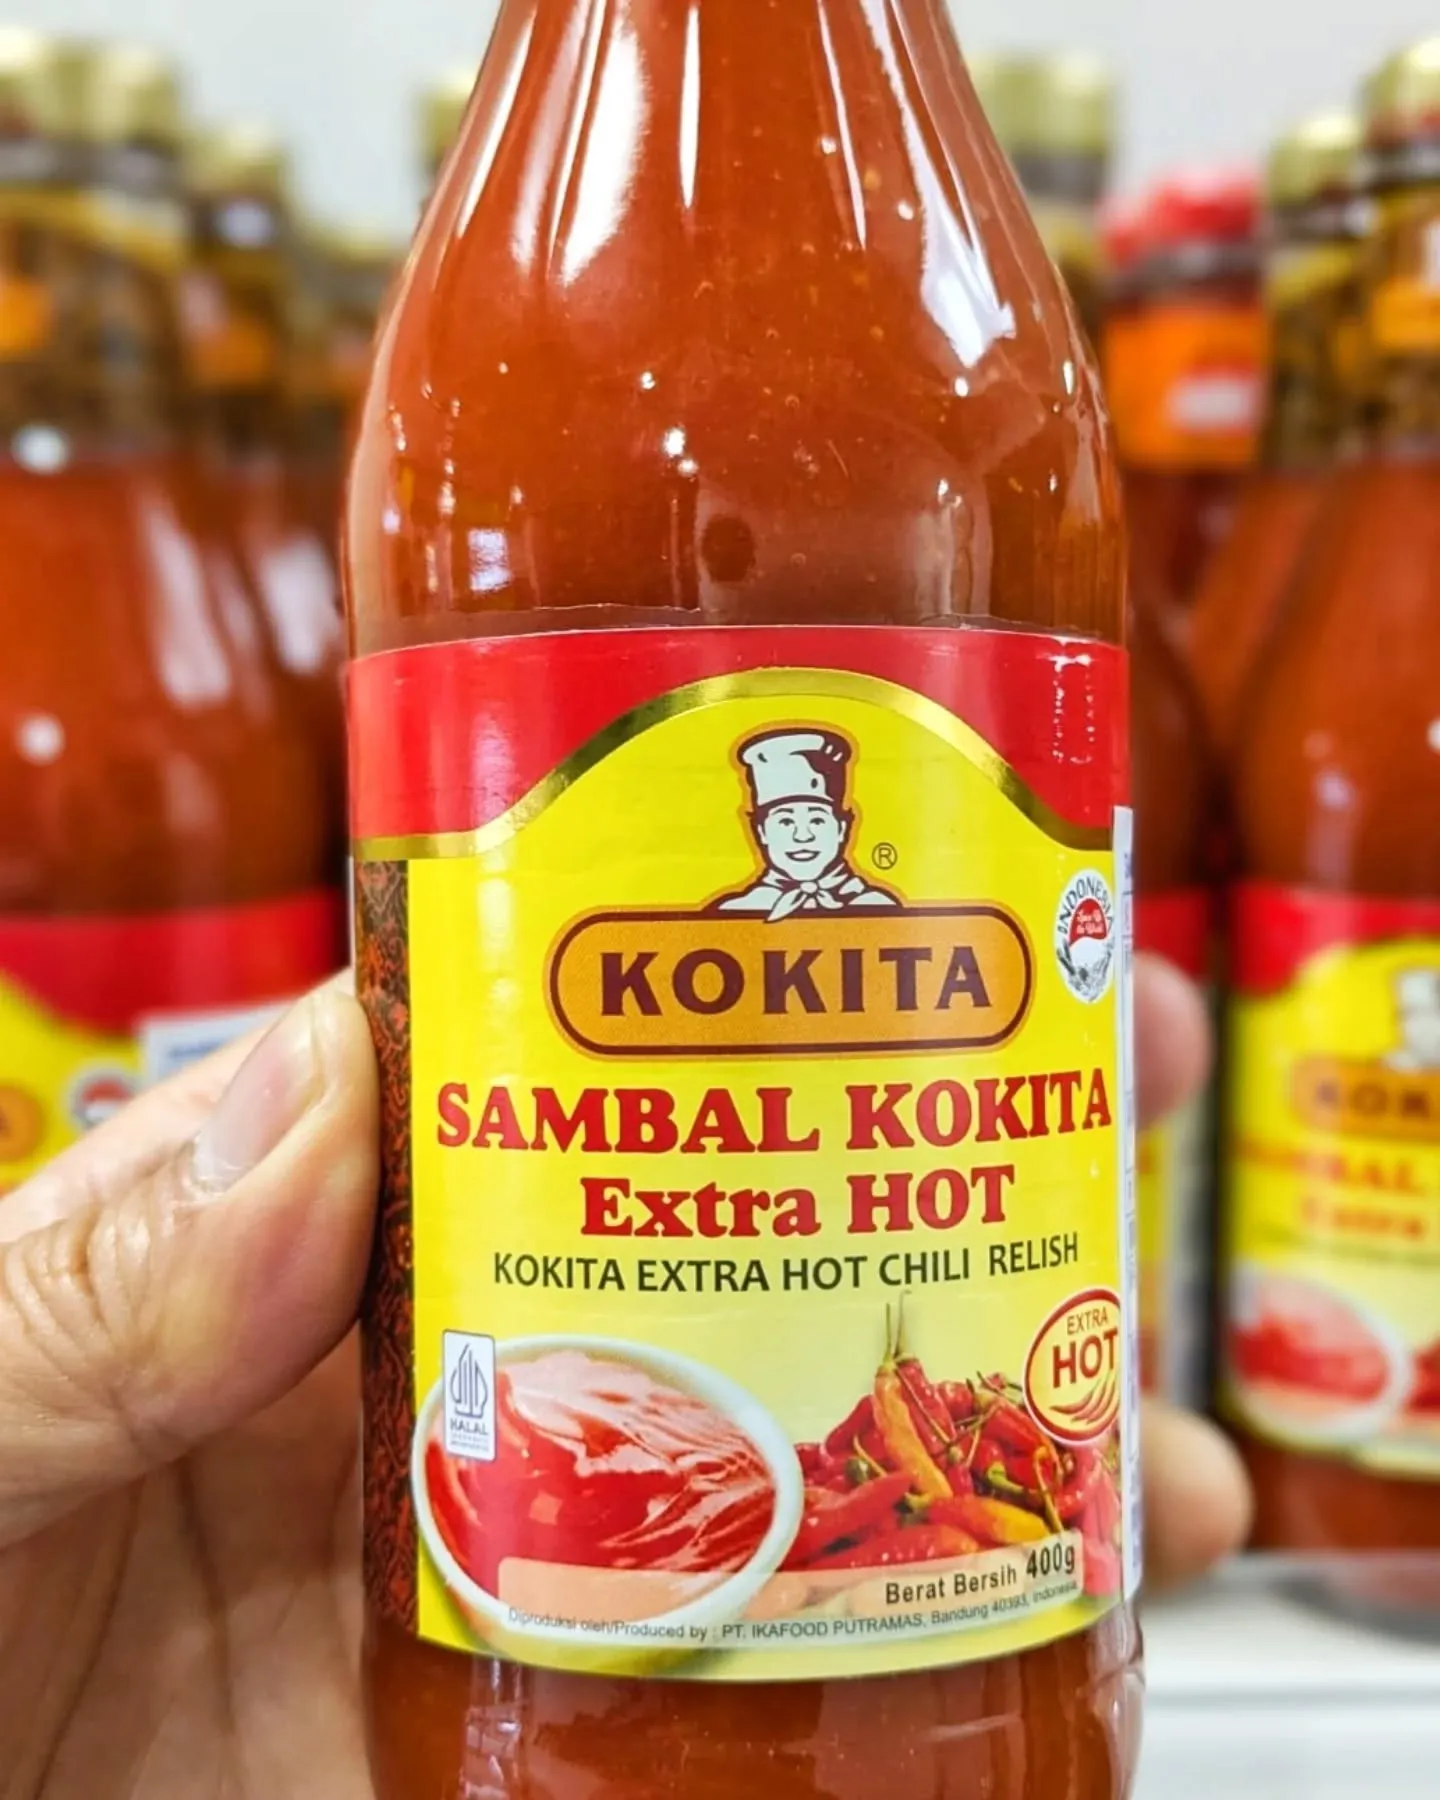 ®
KOKITA
INDONESIA
SAMBAL KOKITA
Extra HOT
KOKITA EXTRA HOT CHILI RELISH
EXTRA
HOT
HALAL
Berat Bersih 400g
Diproduksi oleh/Produced by : PT. IKAFOOD PUTRAMAS, Bandung 40393, Indonesia